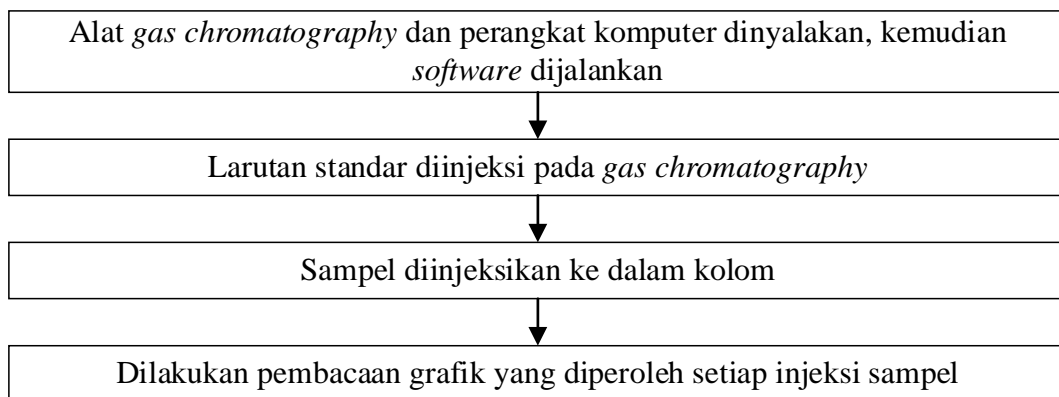 Alat gas chromatography dan perangkat komputer dinyalakan, kemudian
software dijalankan
Larutan standar diinjeksi pada gas chromatography
Sampel diinjeksikan ke dalam kolom
Dilakukan pembacaan grafik yang diperoleh setiap injeksi sampel